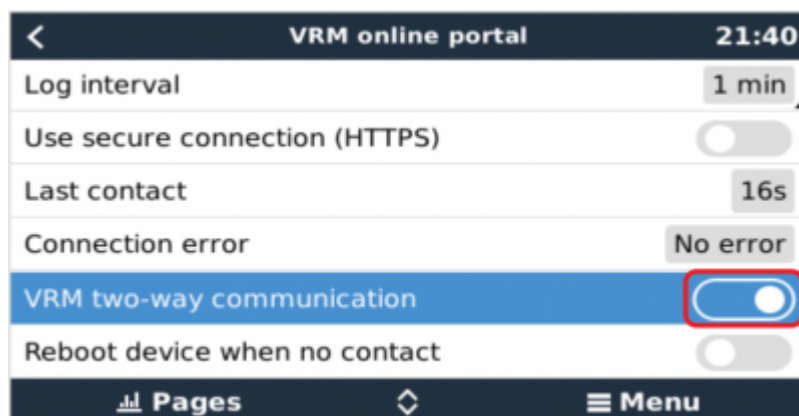 VRM online portal 21:40
Log interval 1 min
Use secure connection (HTTPS)
Last contact 16s
Connection error No error
VRM two-way communication
Reboot device when no contact
Pages Menu